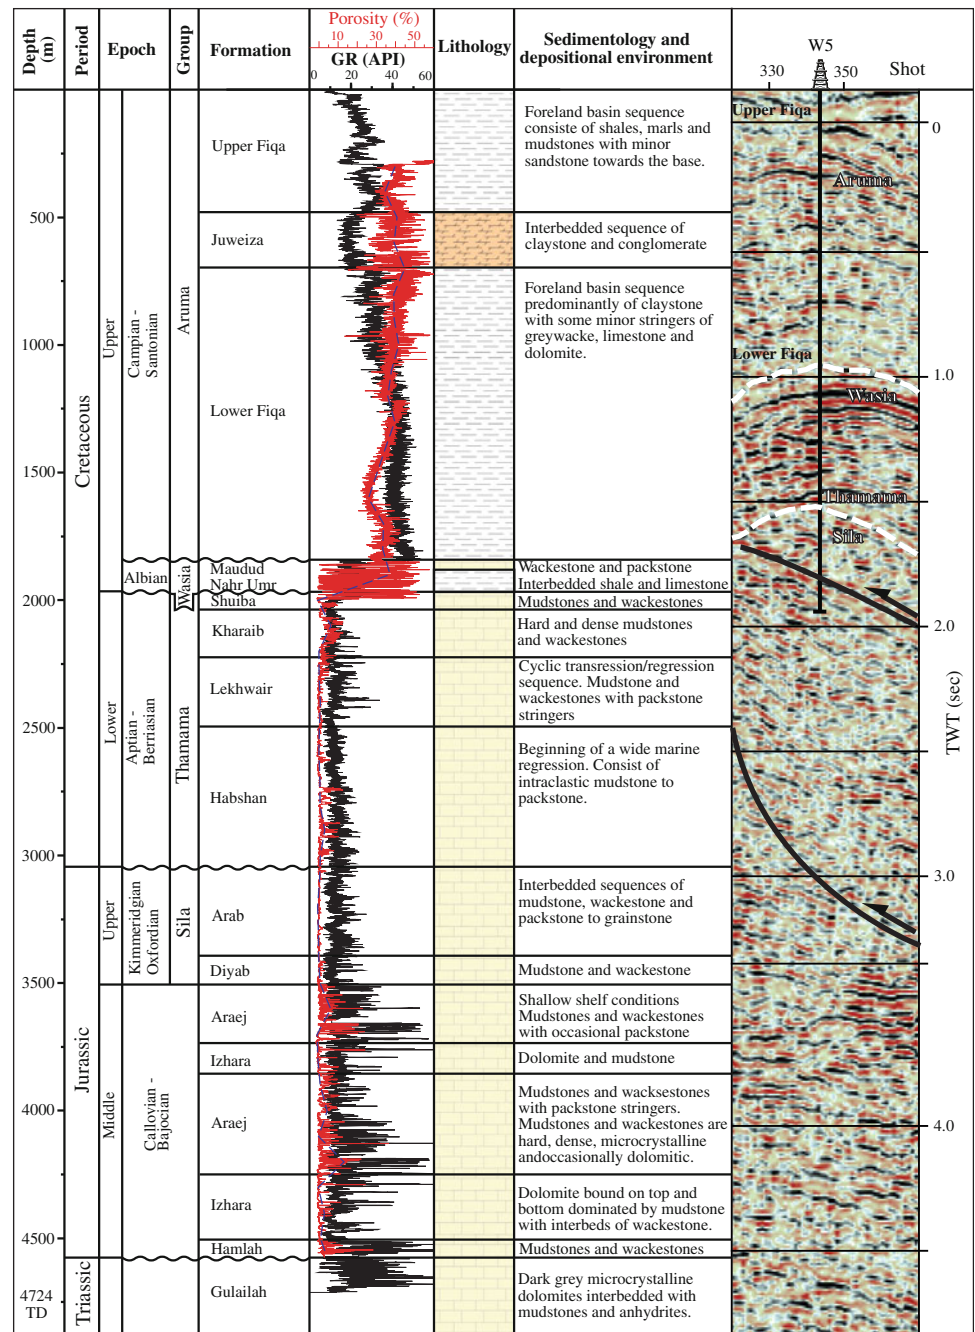 Depth (m)
Period
Epoch
Group
Formation
Porosity (%)
10 30 50
GR (API)
0 20 40 60
Lithology
Sedimentology and
depositional environment
W5
330 350 Shot
Upper Fiqa
Foreland basin sequence
consiste of shales, marls and
mudstones with minor
sandstone towards the base.
Upper Fiqa
0
Aruma
500
Juweiza
Interbedded sequence of
claystone and conglomerate
Aruma
Upper
Campian -
Santonian
Foreland basin sequence
predominantly of claystone
with some minor stringers of
greywacke, limestone and
dolomite.
1000
Lower Fiqa
Lower Fiqa
1.0
Wasia
Cretaceous
1500
Thamama
Sila
Albian
Wasia
Maudud
Wackestone and packstone
Nahr Umr
Interbedded shale and limestone
2000
Shuiba
Mudstones and wackestones
Kharaib
Hard and dense mudstones
and wackestones
2.0
Lekhwair
Cyclic transression/regression
sequence. Mudstone and
wackestones with packstone
stringers
TWT (sec)
2500
Lower
Aptian -
Berriasian
Thamama
Habshan
Beginning of a wide marine
regression. Consist of
intraclastic mudstone to
packstone.
3000
3.0
Upper
Kimmeridgian
Oxfordian
Sila
Arab
Interbedded sequences of
mudstone, wackestone and
packstone to grainstone
Diyab
Mudstone and wackestone
3500
Jurassic
Araej
Shallow shelf conditions
Mudstones and wackestones
with occasional packstone
Izhara
Dolomite and mudstone
4000
Middle
Callovian -
Bajocian
Araej
Mudstones and wacksestones
with packstone stringers.
Mudstones and wackestones are
hard, dense, microcrystalline
andoccasionally dolomitic.
4.0
Izhara
Dolomite bound on top and
bottom dominated by mudstone
with interbeds of wackestone.
4500
Hamlah
Mudstones and wackestones
4724
TD
Triassic
Gulailah
Dark grey microcrystalline
dolomites interbedded with
mudstones and anhydrites.